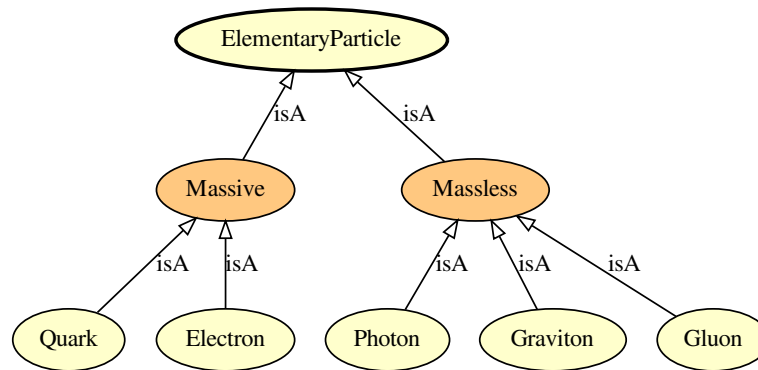 ElementaryParticle
isA
isA
Massive
Massless
isA
isA
isA
isA
isA
Quark
Electron
Photon
Graviton
Gluon